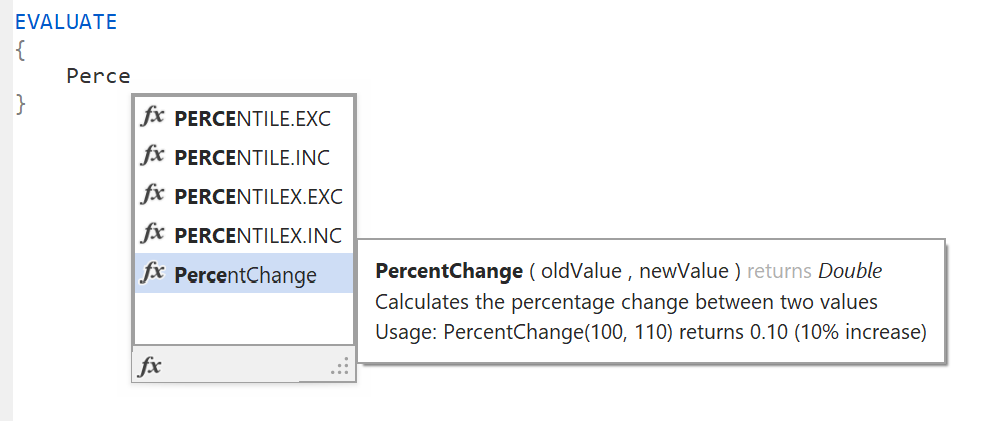 EVALUATE
{
Perce
}
fx PERCENTILE.EXC
fx PERCENTILE.INC
fx PERCENTILEX.EXC
fx PERCENTILEX.INC
fx PercentChange
fx
PercentChange ( oldValue , newValue ) returns Double
Calculates the percentage change between two values
Usage: PercentChange(100, 110) returns 0.10 (10% increase)